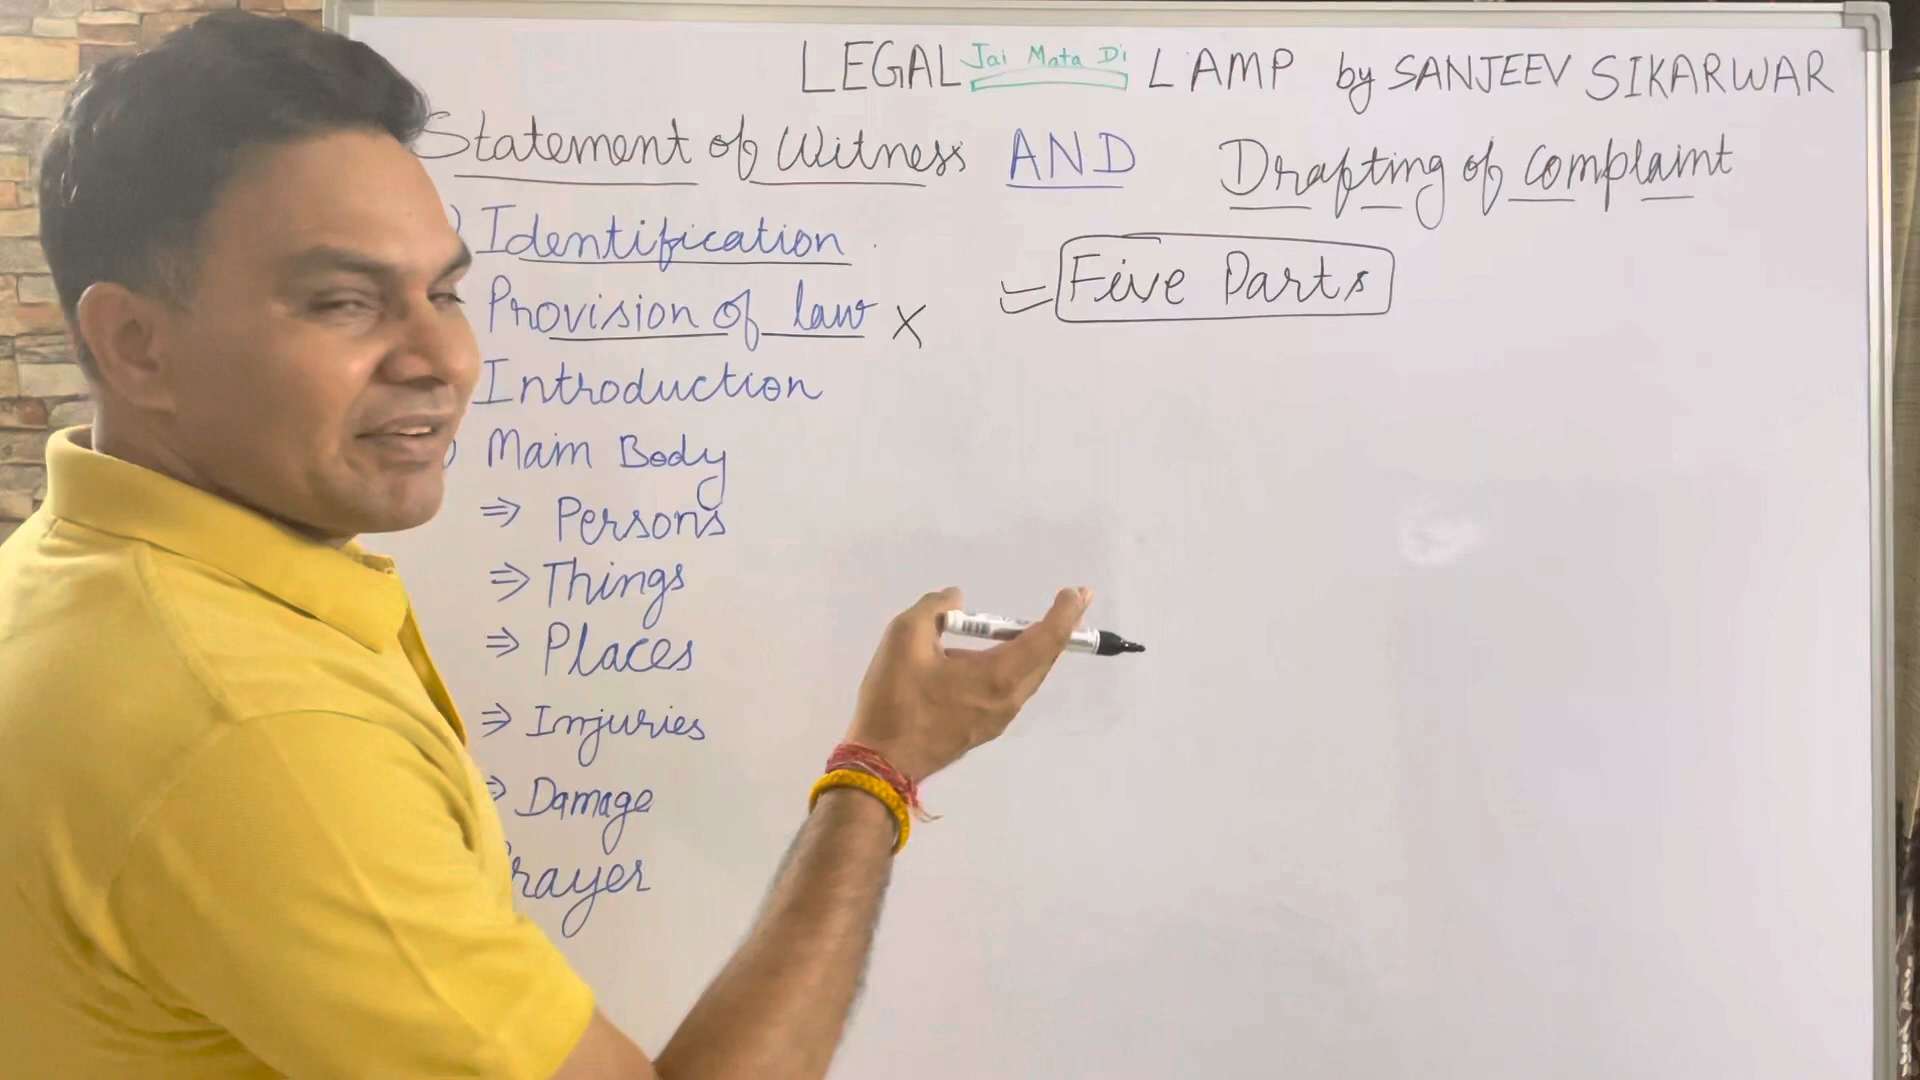 LEGAL Jai Mata Di LAMP by SANJEEV SIKARWAR
Statement of Witness AND Drafting of complaint
) Identification
Provision of law x = Five Parts
Introduction
) Main Body
⇒ Persons
⇒ Things
⇒ Places
⇒ Injuries
⇒ Damage
Prayer